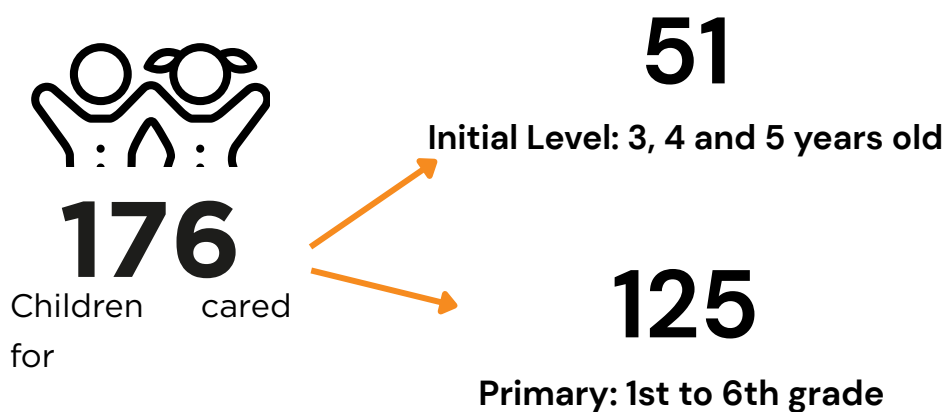 176
Children cared
for
51
Initial Level: 3, 4 and 5 years old
125
Primary: 1st to 6th grade